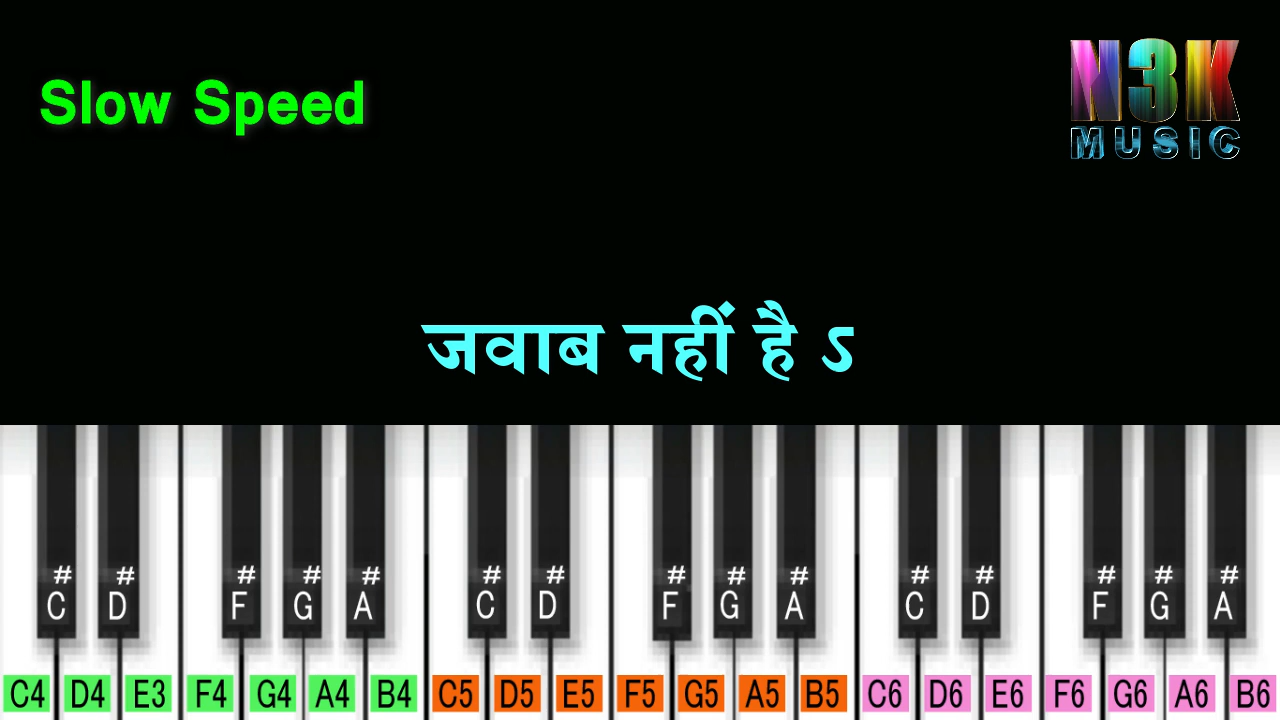 Slow Speed
N3K
MUSIC
जवाब नहीं है ऽ
# # # # # # # # # # # # # # #
C D F G A C D F G A C D F G A
C4 D4 E3 F4 G4 A4 B4 C5 D5 E5 F5 G5 A5 B5 C6 D6 E6 F6 G6 A6 B6